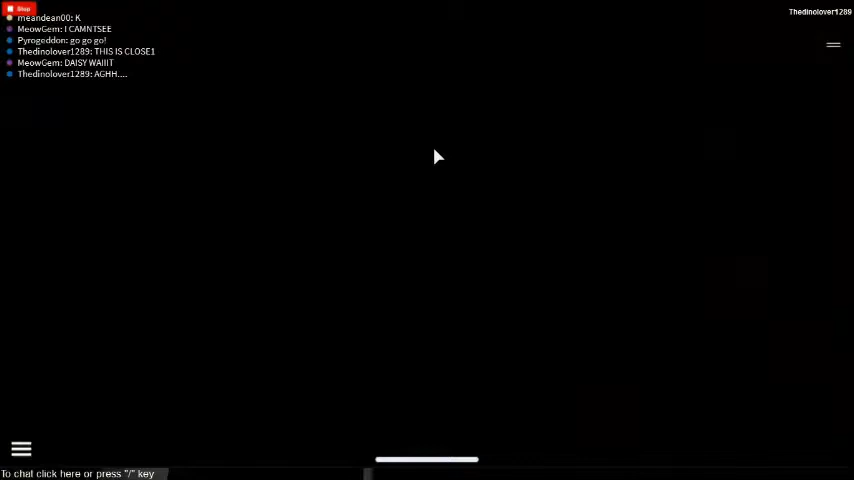 Stop
meandean00: K
MeowGem: I CAMNTSEE
Pyrogeddon: go go go!
Thedinolover1289: THIS IS CLOSE1
MeowGem: DAISY WAIIIT
Thedinolover1289: AGHH....
Thedinolover1289
To chat click here or press "/" key